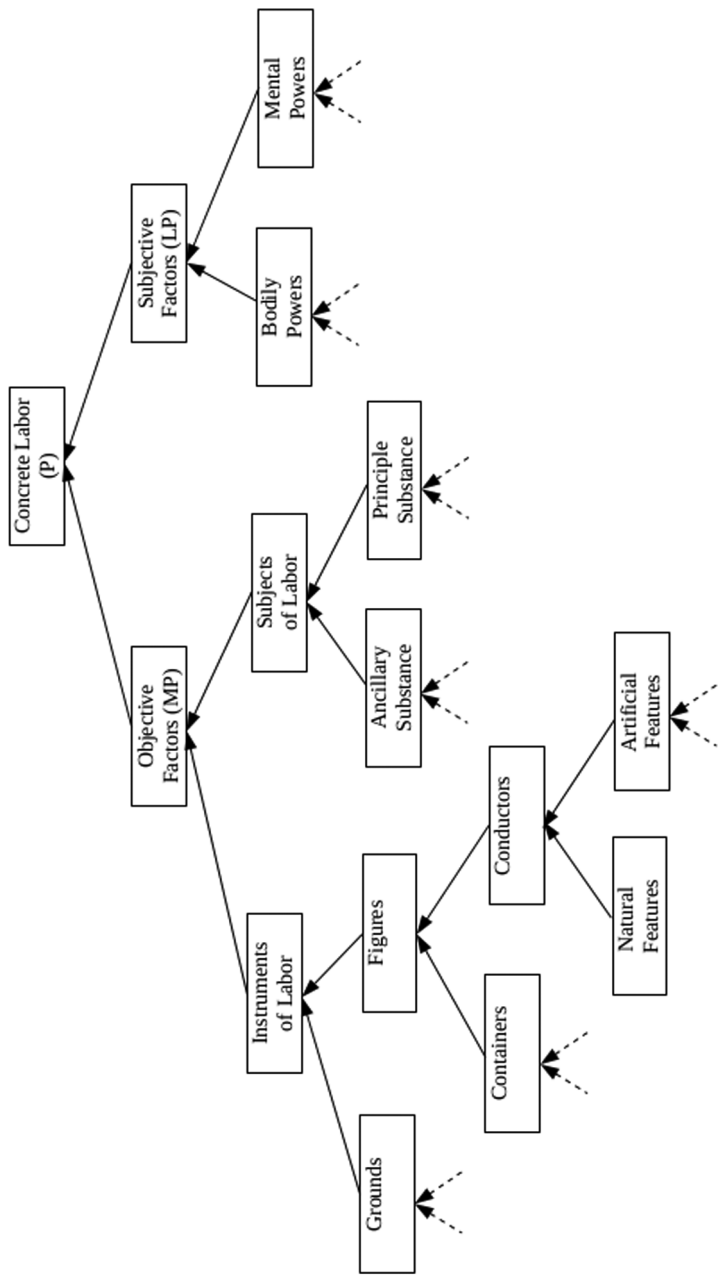 Concrete Labor
(P)
Objective
Factors (MP)
Subjective
Factors (LP)
Instruments
of Labor
Subjects
of Labor
Bodily
Powers
Mental
Powers
Grounds
Figures
Ancillary
Substance
Principle
Substance
Containers
Conductors
Natural
Features
Artificial
Features